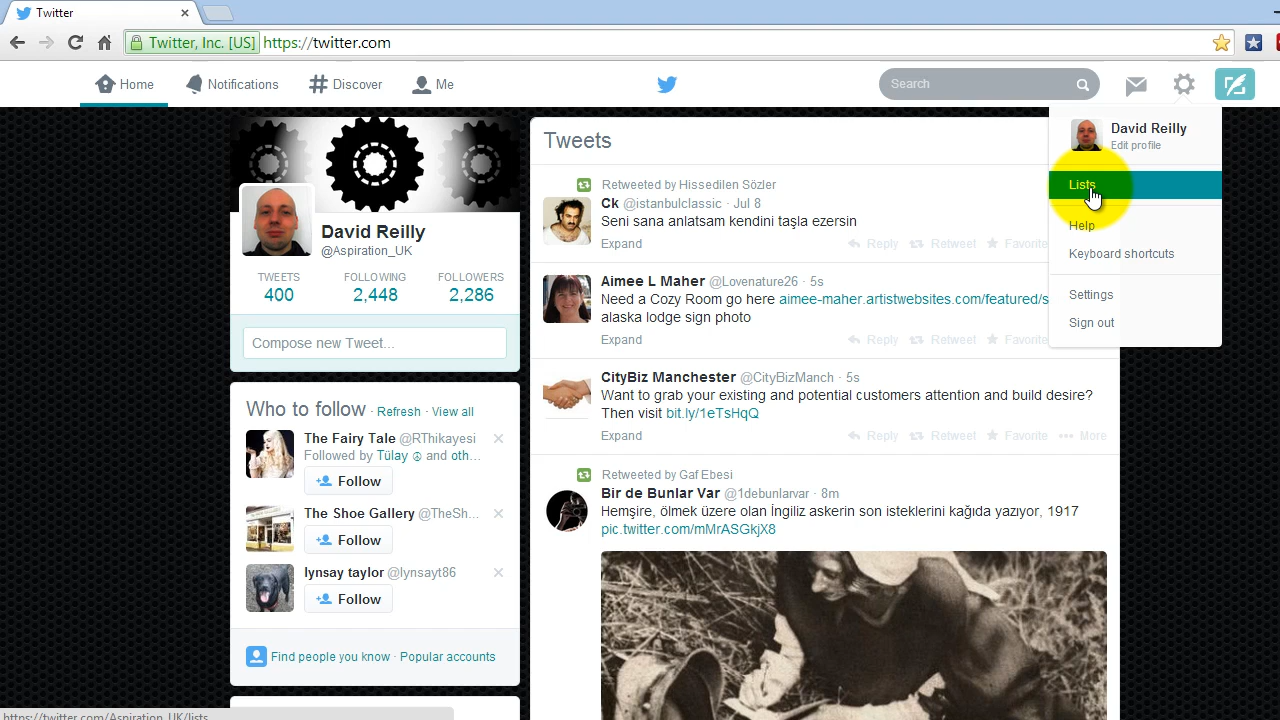 Twitter
Twitter, Inc. [US] https://twitter.com
Home Notifications Discover Me Search
David Reilly
Edit profile
Lists
Help
Keyboard shortcuts
Settings
Sign out
David Reilly
@Aspiration_UK
TWEETS FOLLOWING FOLLOWERS
400 2,448 2,286
Compose new Tweet...
Who to follow · Refresh · View all
The Fairy Tale @RThikayesi
Followed by Tülay and oth...
Follow
The Shoe Gallery @TheSh...
Follow
lynsay taylor @lynsayt86
Follow
Find people you know · Popular accounts
Tweets
Retweeted by Hissedilen Sözler
Ck @istanbulclassic · Jul 8
Seni sana anlatsam kendini taşla ezersin
Expand Reply Retweet Favorite
Aimee L Maher @Lovenature26 · 5s
Need a Cozy Room go here aimee-maher.artistwebsites.com/featured/s
alaska lodge sign photo
Expand Reply Retweet Favorite
CityBiz Manchester @CityBizManch · 5s
Want to grab your existing and potential customers attention and build desire?
Then visit bit.ly/1eTsHqQ
Expand Reply Retweet Favorite More
Retweeted by Gaf Ebesi
Bir de Bunlar Var @1debunlarvar · 8m
Hemşire, ölmek üzere olan İngiliz askerin son isteklerini kağıda yazıyor, 1917
pic.twitter.com/mMrASGkjX8
https://twitter.com/Aspiration_UK/lists